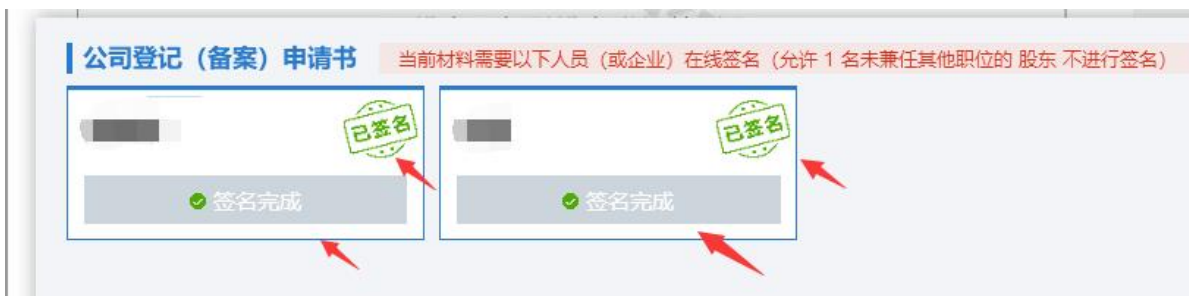 公司登记（备案）申请书 当前材料需要以下人员（或企业）在线签名（允许 1 名未兼任其他职位的 股东 不进行签名）
已签名 已签名
签名完成 签名完成